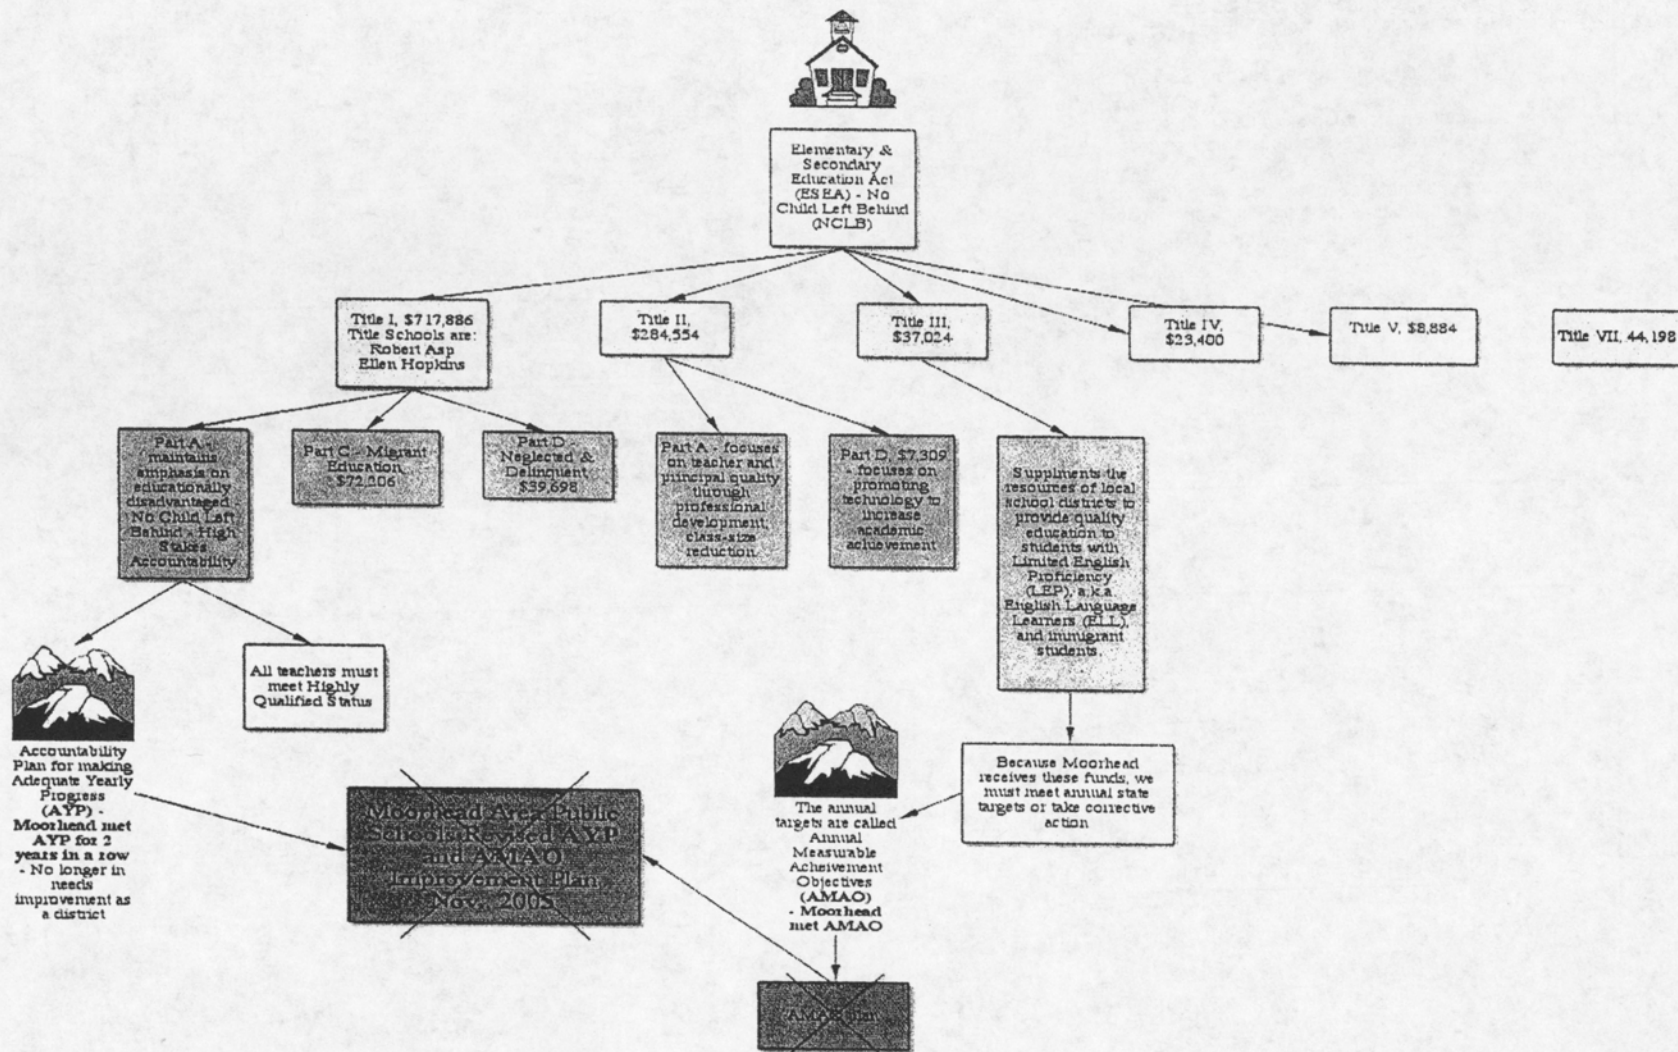 Elementary &
Secondary
Education Act
(ESEA) - No
Child Left Behind
(NCLB)
Title I, $717,886
Title Schools are:
Robert Asp
Ellen Hopkins
Title II,
$284,554
Title III,
$37,024
Title IV,
$23,400
Title V, $8,884
Title VII, 44,198
Part A -
maintains
emphasis on
educationally
disadvantaged.
No Child Left
Behind - High
Stakes
Accountability
Part C - Migrant
Education,
$72,206
Part D -
Neglected &
Delinquent
$39,698
Part A - focuses
on teacher and
principal quality
through
professional
development,
class-size
reduction
Part D, $7,309
- focuses on
promoting
technology to
increase
academic
achievement
Suppliments the
resources of local
school districts to
provide quality
education to
students with
Limited English
Proficiency
(LEP), a.k.a.
English Language
Learners (ELL),
and immigrant
students.
All teachers must
meet Highly
Qualified Status
Accountability
Plan for making
Adequate Yearly
Progress
(AYP) -
Moorhead met
AYP for 2
years in a row
- No longer in
needs
improvement as
a district
Because Moorhead
receives these funds, we
must meet annual state
targets or take corrective
action
The annual
targets are called
Annual
Measurable
Acheivement
Objectives
(AMAO)
- Moorhead
met AMAO
Moorhead Area Public
Schools Revised AYP
and AMAO
Improvement Plan
Nov., 2005
AMAO plan